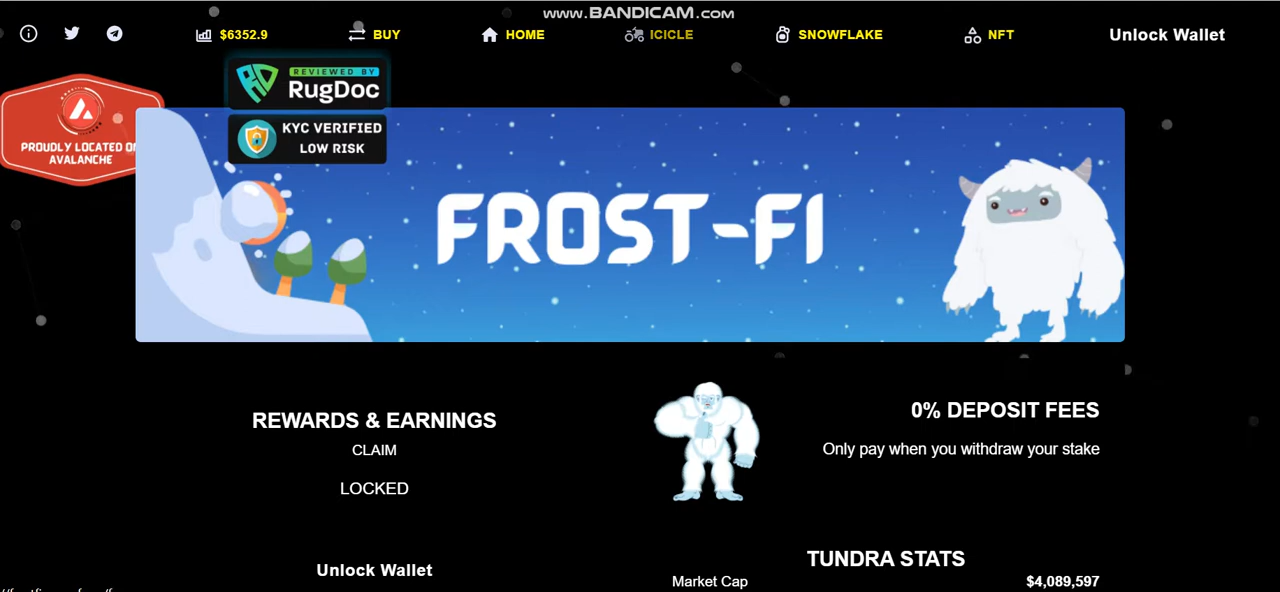 www.BANDICAM.com
$6352.9
BUY
HOME
ICICLE
SNOWFLAKE
NFT
Unlock Wallet
REVIEWED BY
RugDoc
KYC VERIFIED
LOW RISK
PROUDLY LOCATED
AVALANCHE
FROST-FI
REWARDS & EARNINGS
CLAIM
LOCKED
0% DEPOSIT FEES
Only pay when you withdraw your stake
Unlock Wallet
TUNDRA STATS
Market Cap $4,089,597